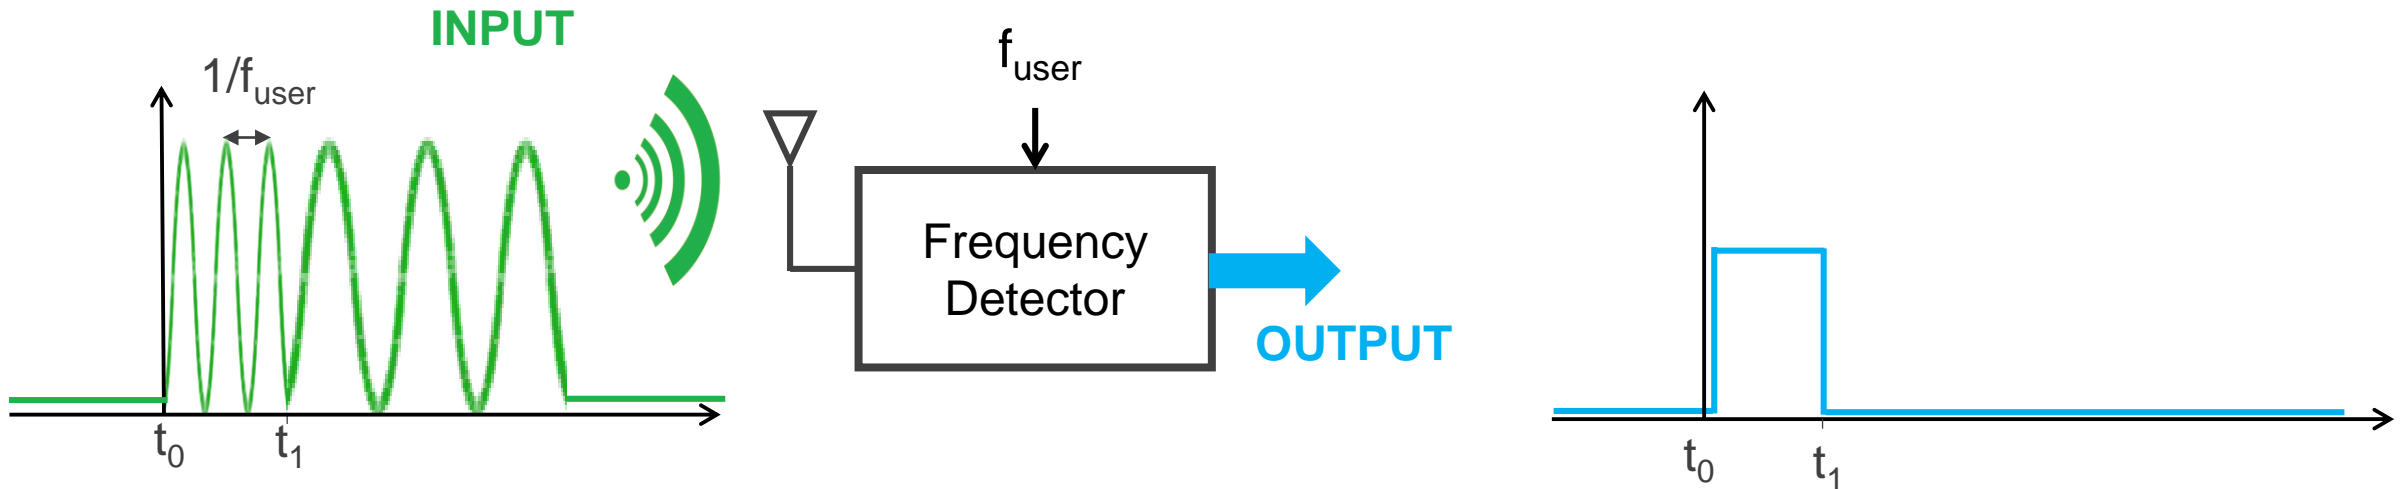 INPUT
1/fuser
t0
t1
fuser
Frequency
Detector
OUTPUT
t0
t1